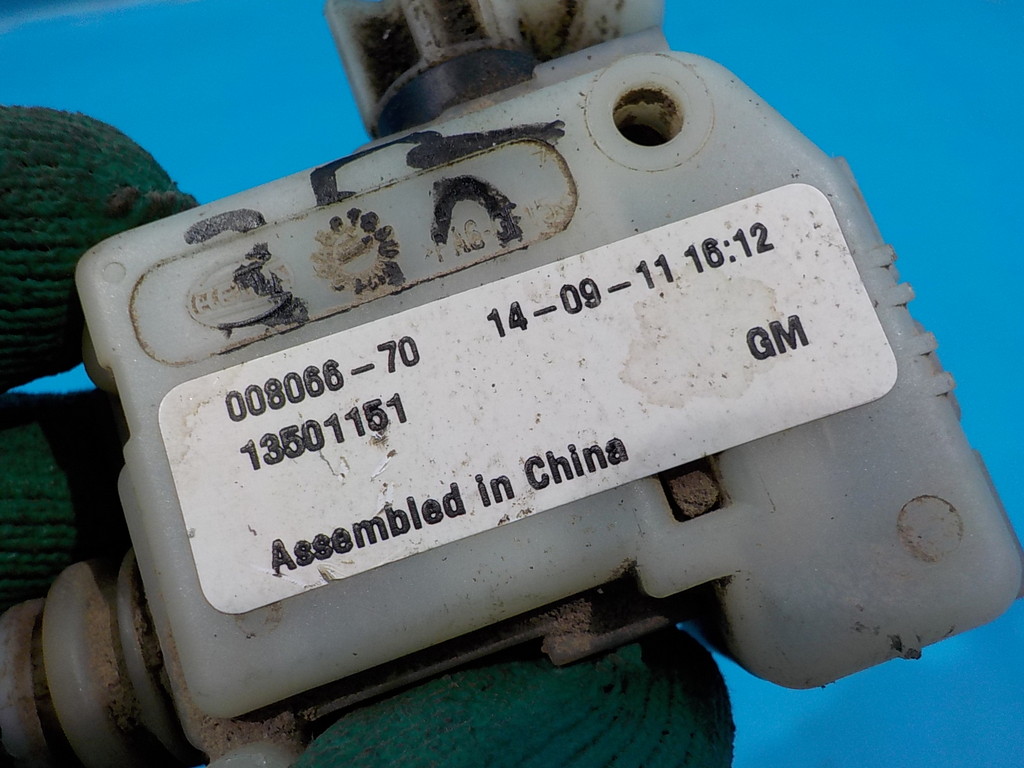 008066-70 14-09-11 16:12
13501151 GM
Assembled in China